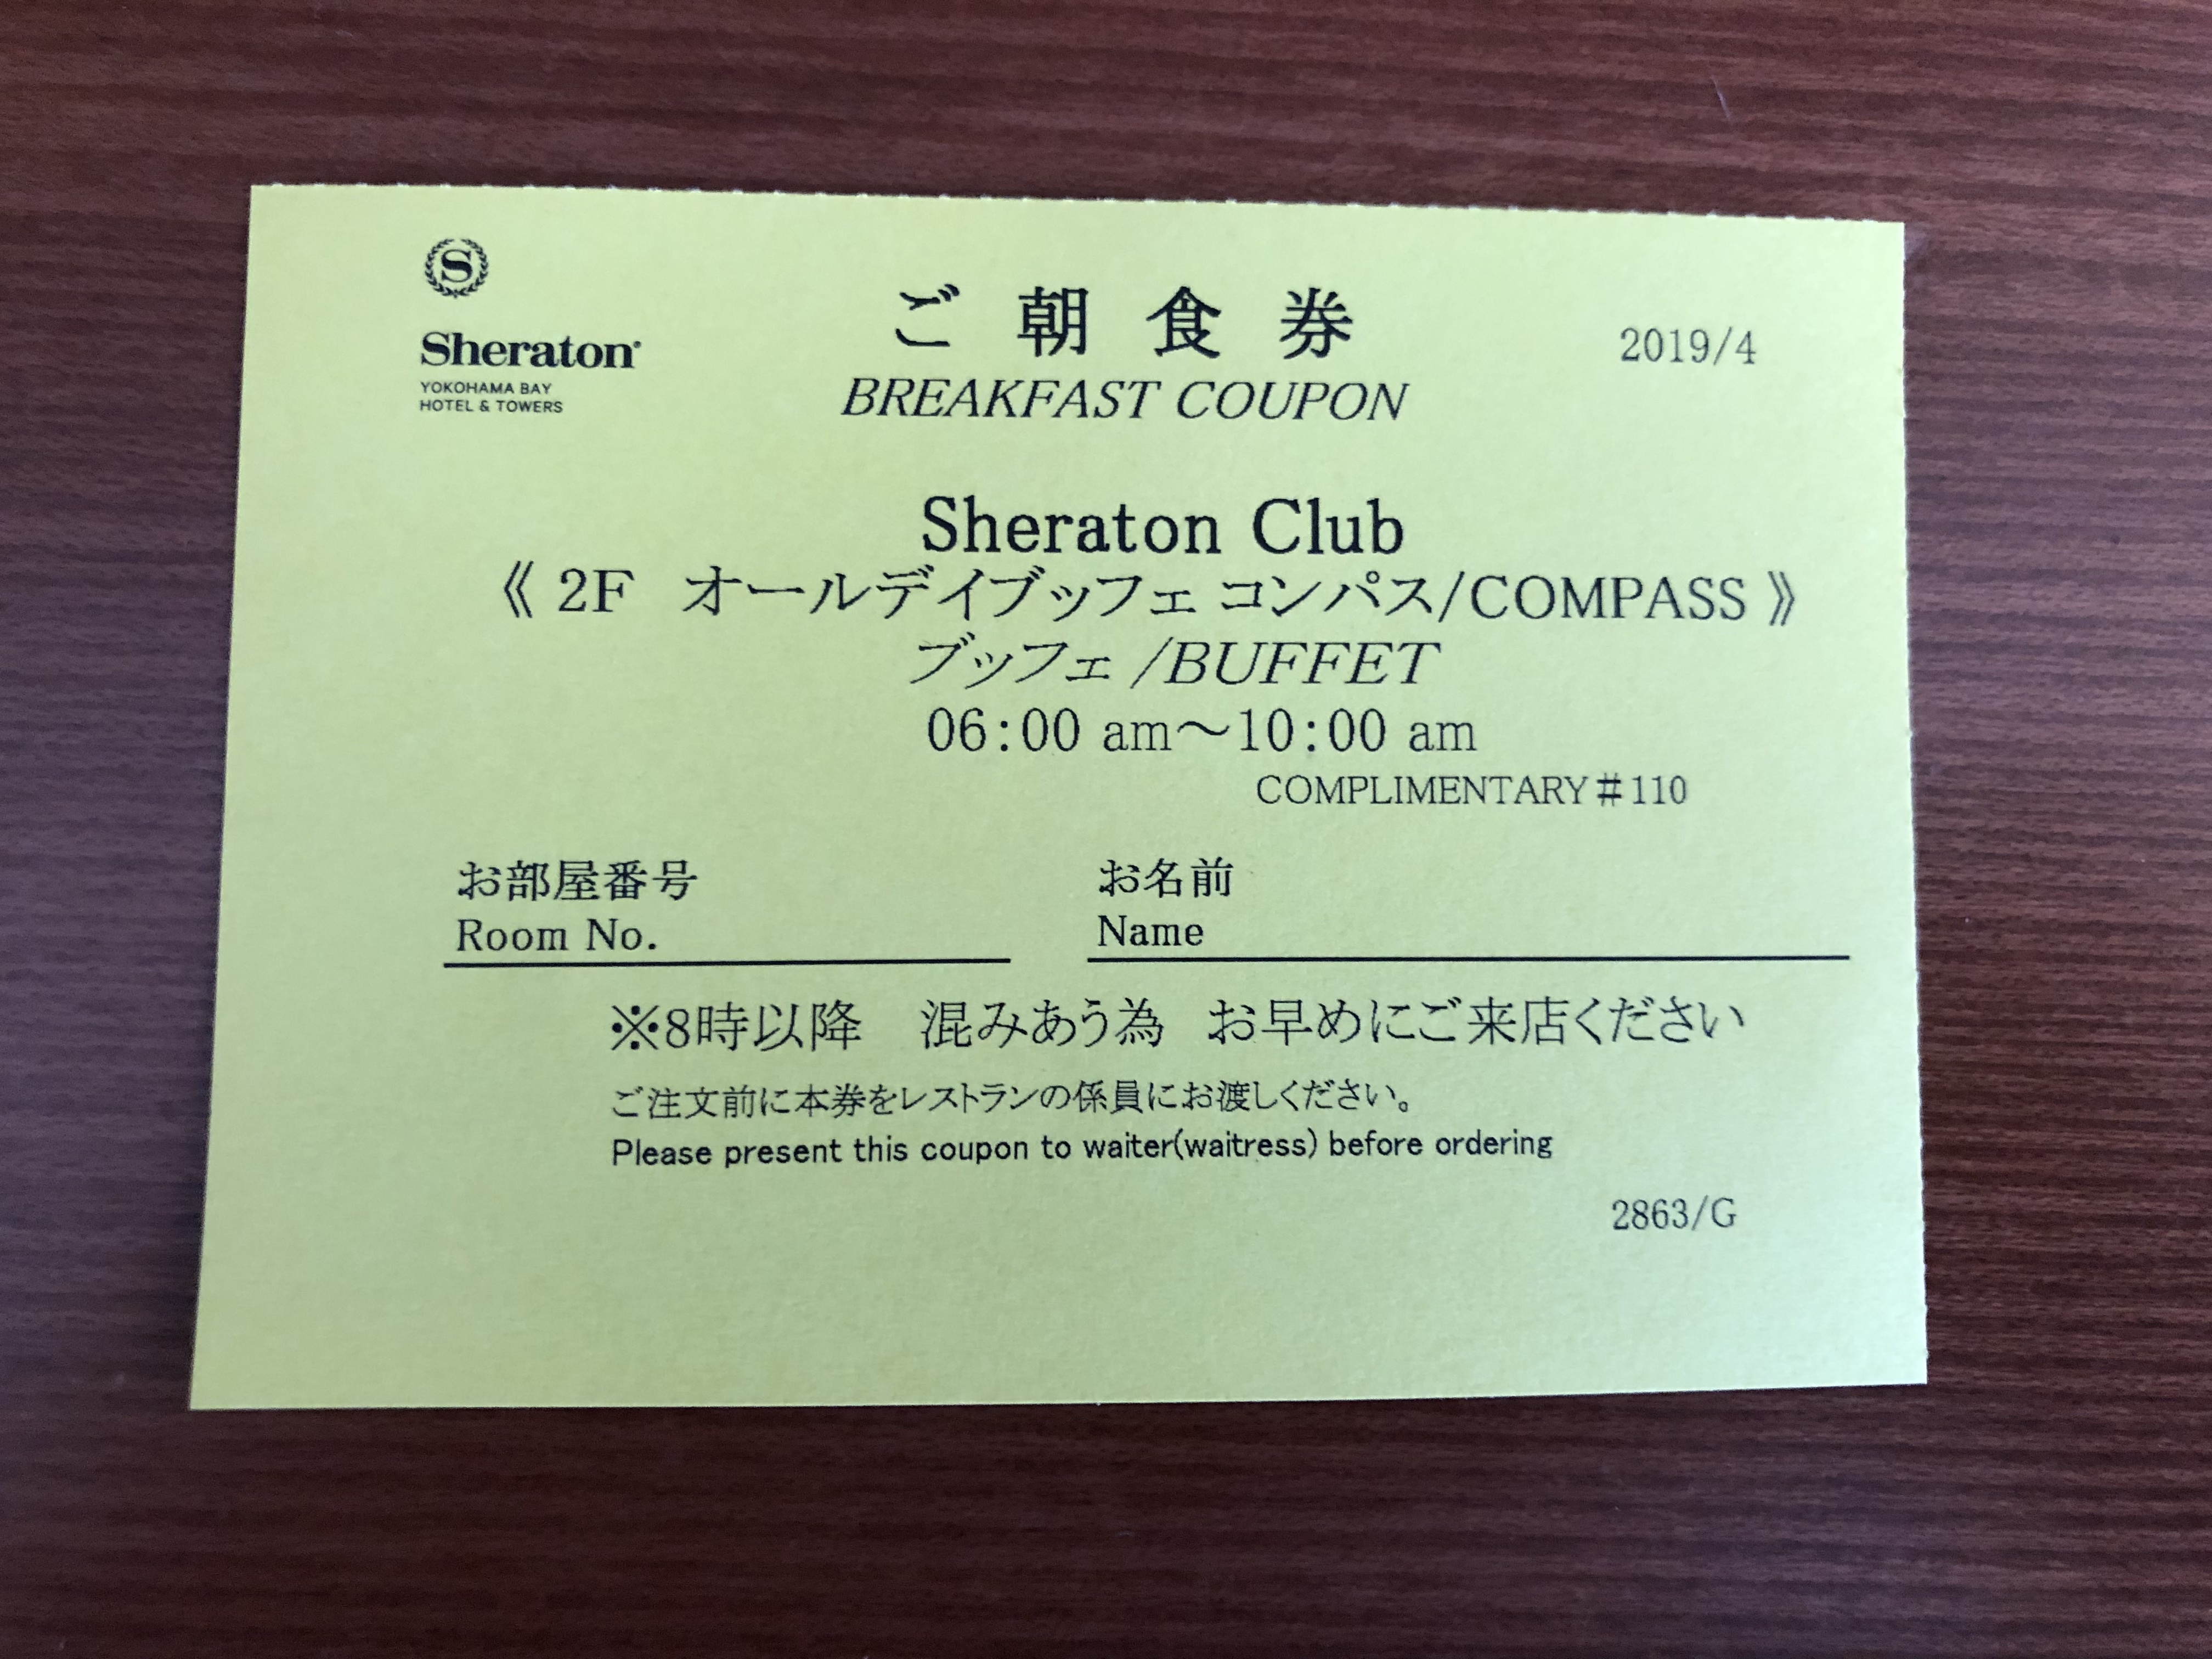 S
Sheraton
YOKOHAMA BAY
HOTEL & TOWERS
ご朝食券
BREAKFAST COUPON
2019/4
Sheraton Club
《 2F オールデイブッフェ コンパス/COMPASS 》
ブッフェ /BUFFET
06:00 am～10:00 am
COMPLIMENTARY＃110
お部屋番号
Room No.
お名前
Name
※8時以降 混みあう為 お早めにご来店ください
ご注文前に本券をレストランの係員にお渡しください。
Please present this coupon to waiter(waitress) before ordering
2863/G